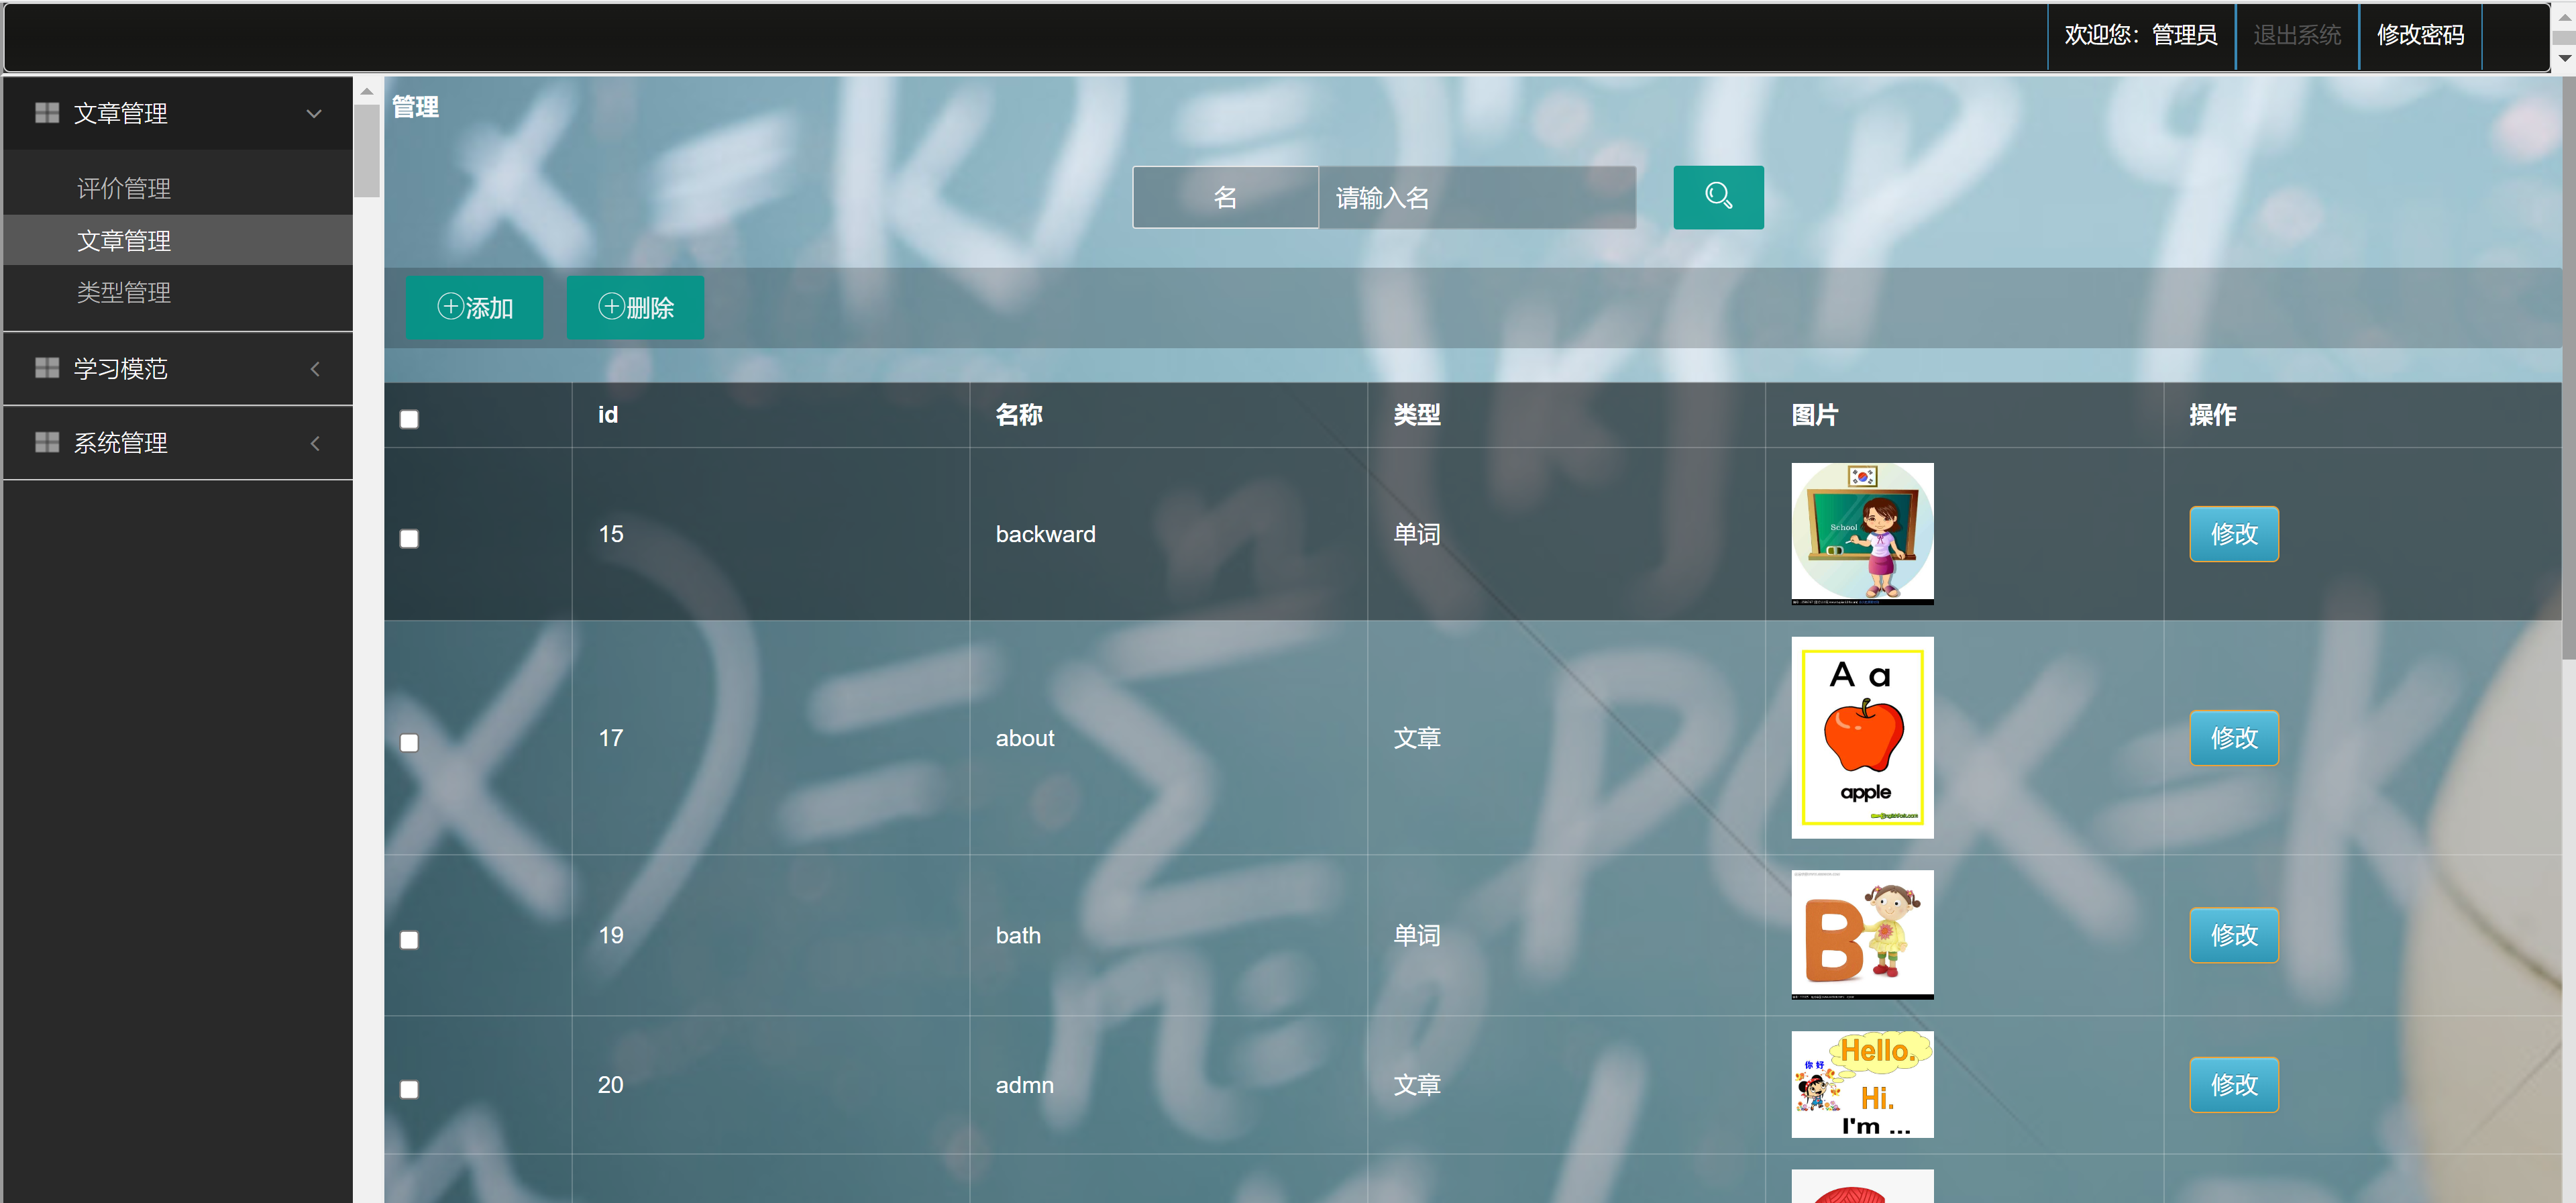 欢迎您：管理员 退出系统 修改密码
文章管理
评价管理
文章管理
类型管理
学习模范
系统管理
管理
名 请输入名
添加 删除
id 名称 类型 图片 操作
15 backward 单词 修改
School
17 about 文章 修改
A a
apple
19 bath 单词 修改
B
20 admn 文章 修改
Hello.
你好
Hi.
I'm ...